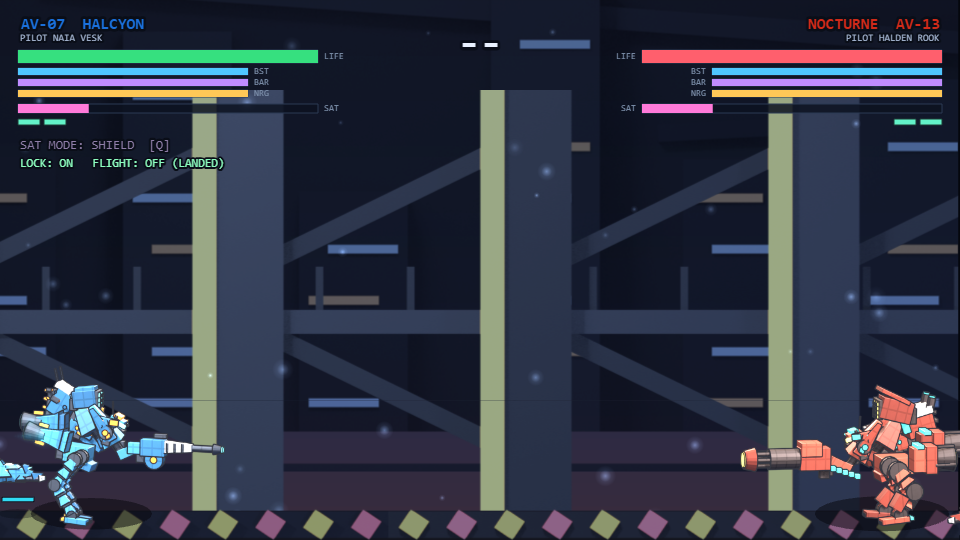 AV-07 HALCYON
PILOT NAIA VESK
LIFE
BST
BAR
NRG
SAT
SAT MODE: SHIELD [Q]
LOCK: ON FLIGHT: OFF (LANDED)
--
NOCTURNE AV-13
PILOT HALDEN ROOK
LIFE
BST
BAR
NRG
SAT